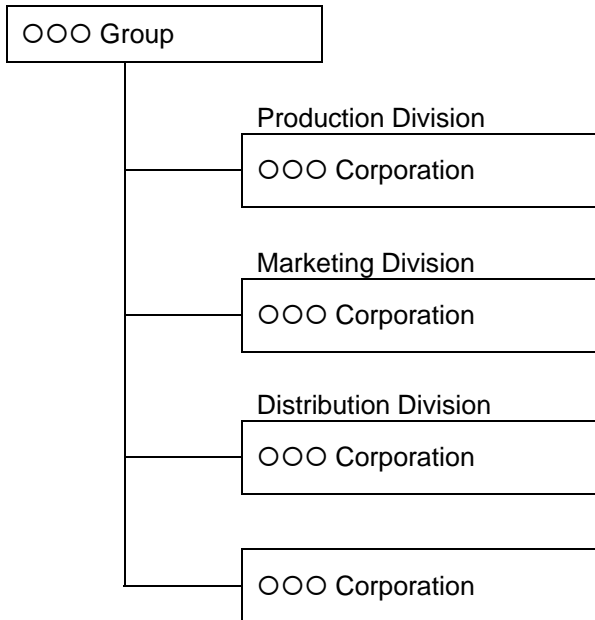 ○○○ Group
Production Division
○○○ Corporation
Marketing Division
○○○ Corporation
Distribution Division
○○○ Corporation
○○○ Corporation